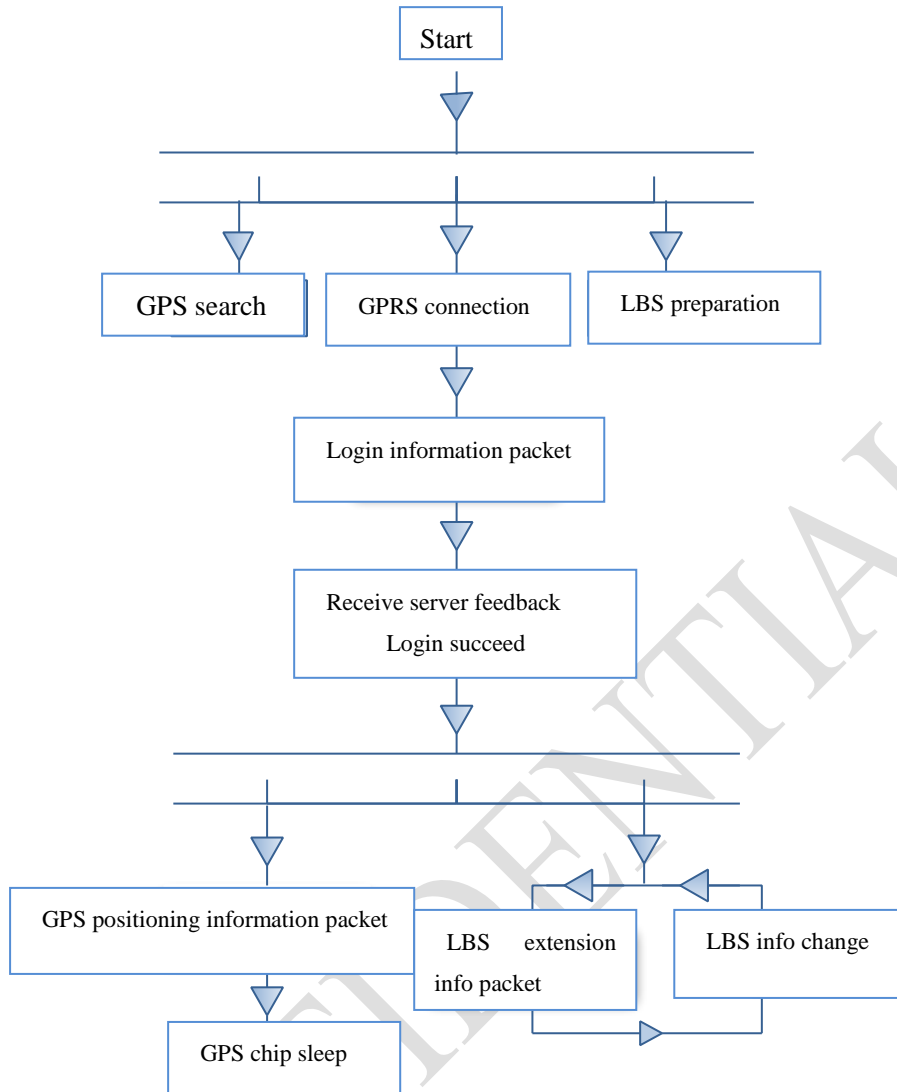 Start
GPS search
GPRS connection
LBS preparation
Login information packet
Receive server feedback
Login succeed
GPS positioning information packet
LBS extension
info packet
LBS info change
GPS chip sleep